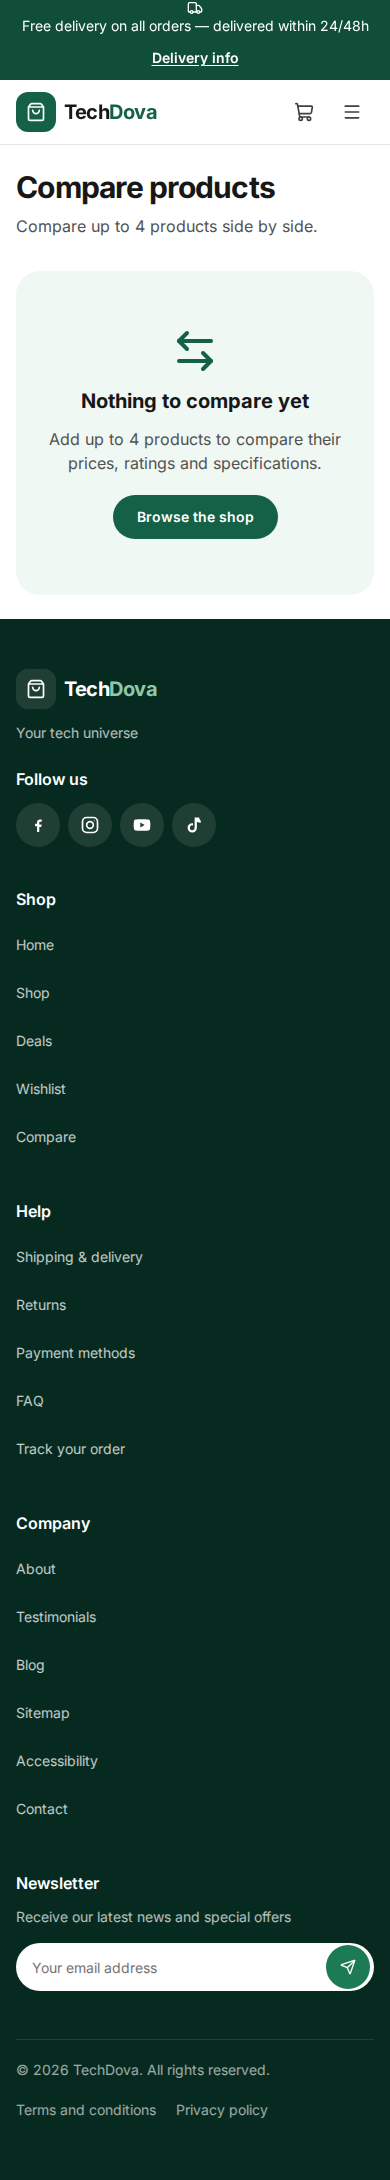 Free delivery on all orders — delivered within 24/48h
Delivery info
TechDova
Compare products
Compare up to 4 products side by side.
Nothing to compare yet
Add up to 4 products to compare their
prices, ratings and specifications.
Browse the shop
TechDova
Your tech universe
Follow us
Shop
Home
Shop
Deals
Wishlist
Compare
Help
Shipping & delivery
Returns
Payment methods
FAQ
Track your order
Company
About
Testimonials
Blog
Sitemap
Accessibility
Contact
Newsletter
Receive our latest news and special offers
Your email address
© 2026 TechDova. All rights reserved.
Terms and conditions Privacy policy